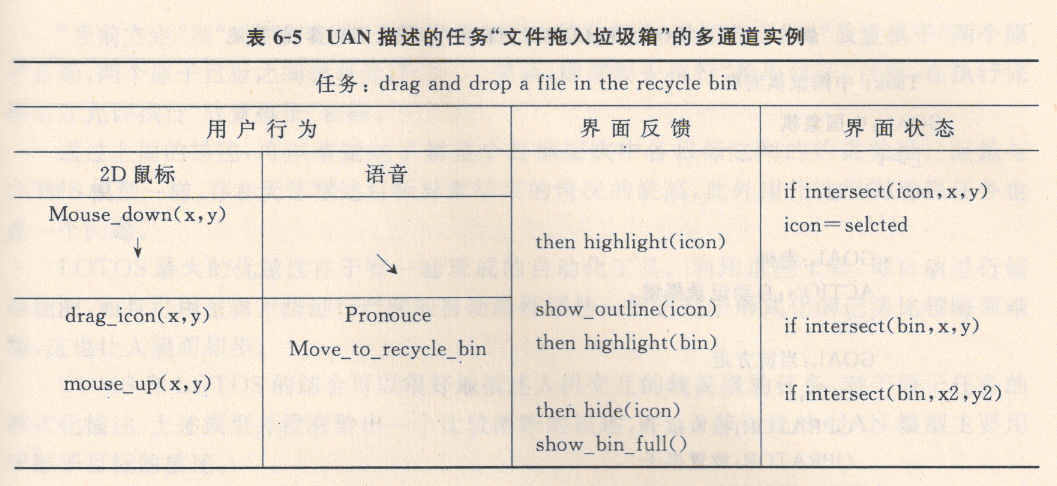 表 6-5 UAN 描述的任务“文件拖入垃圾箱”的多通道实例
任务：drag and drop a file in the recycle bin
用户行为 界面反馈 界面状态
2D 鼠标 语音
if intersect(icon,x,y)
Mouse_down(x,y)
icon=selcted
then highlight(icon)
drag_icon(x,y) Pronouce show_outline(icon)
if intersect(bin,x,y)
Move_to_recycle_bin then highlight(bin)
mouse_up(x,y) if intersect(bin,x2,y2)
then hide(icon)
show_bin_full()